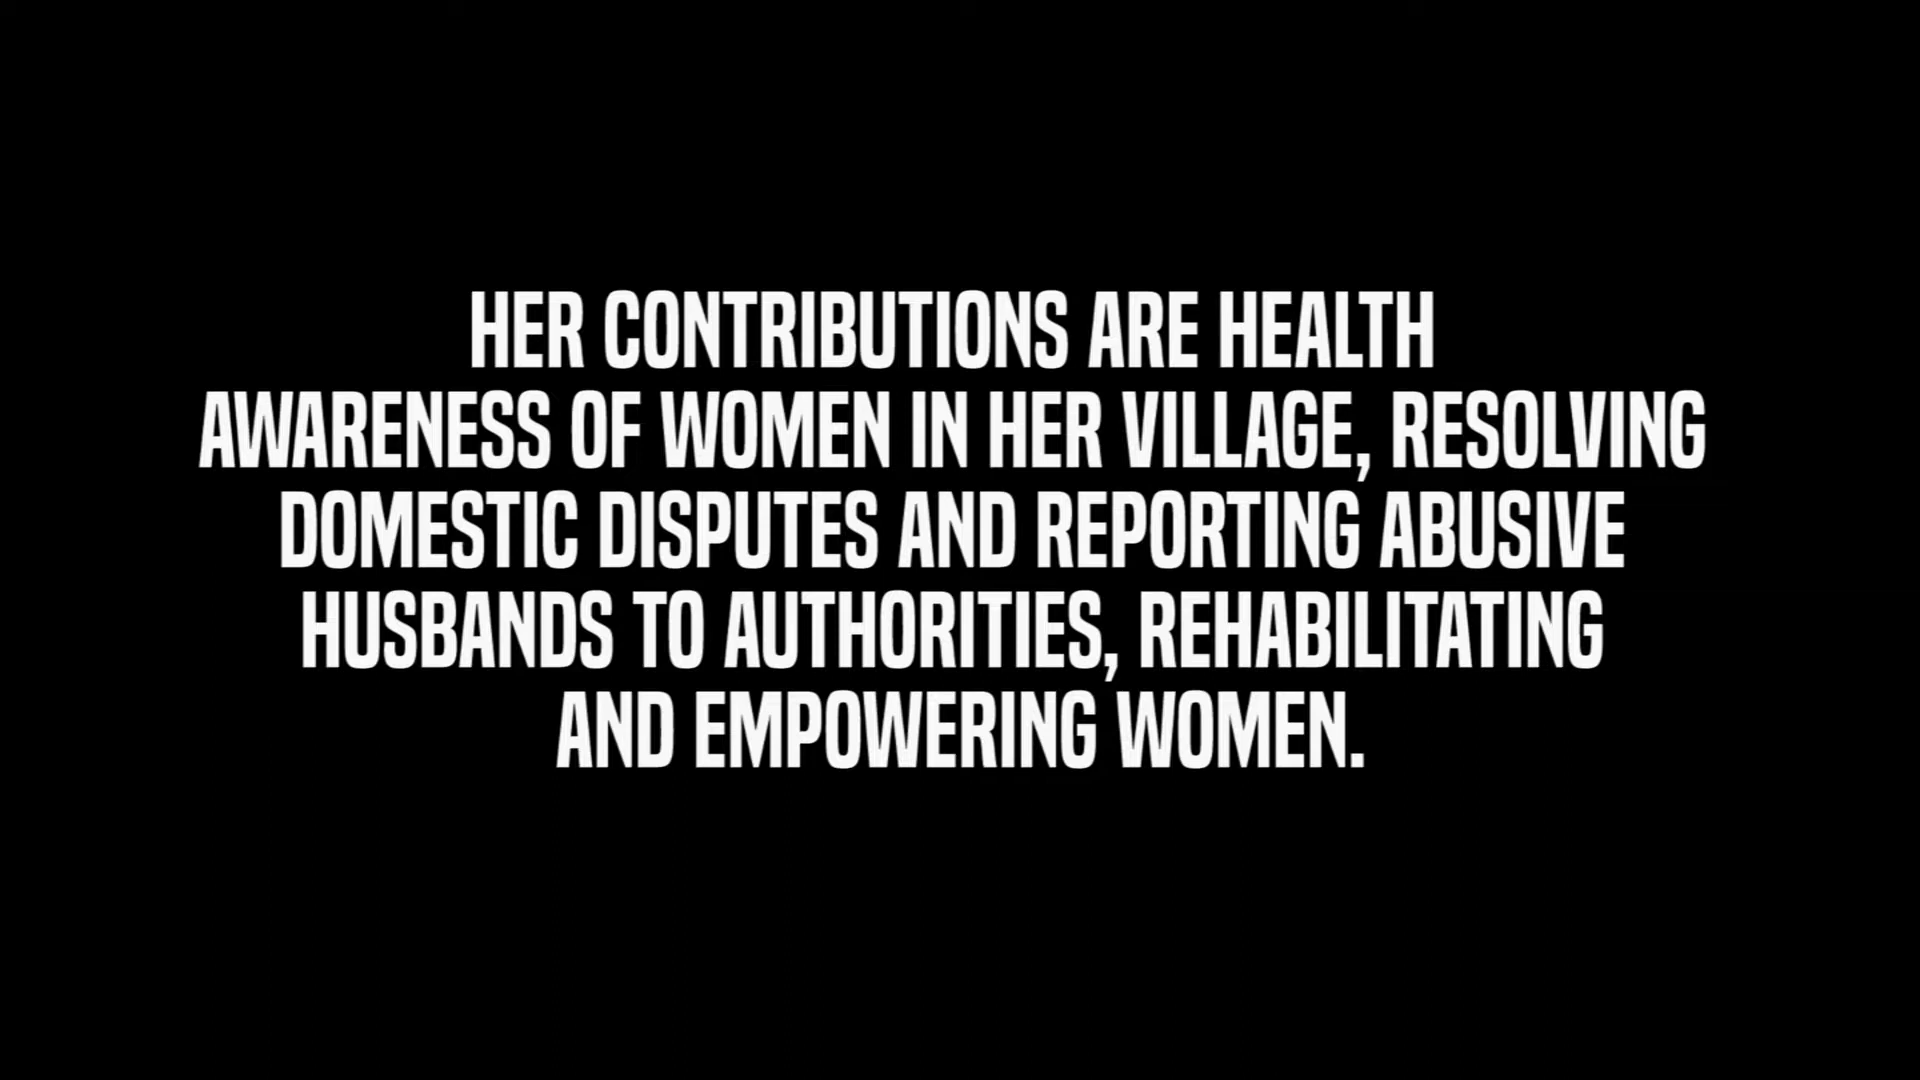 HER CONTRIBUTIONS ARE HEALTH
AWARENESS OF WOMEN IN HER VILLAGE, RESOLVING
DOMESTIC DISPUTES AND REPORTING ABUSIVE
HUSBANDS TO AUTHORITIES, REHABILITATING
AND EMPOWERING WOMEN.